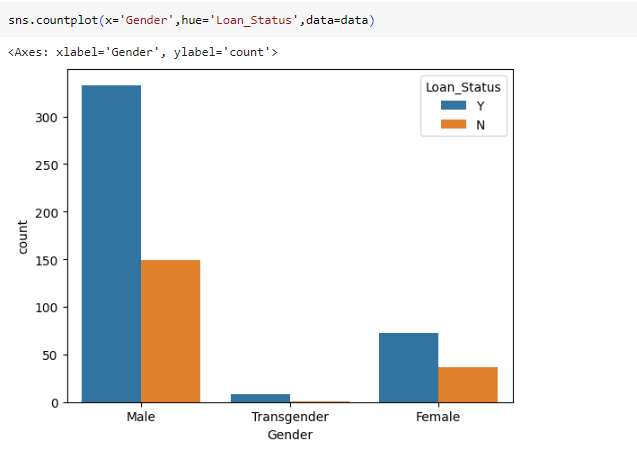 sns.countplot(x='Gender',hue='Loan_Status',data=data)
<Axes: xlabel='Gender', ylabel='count'>
Loan_Status
Y
N
300
250
200
150
100
50
0
count
Male Transgender Female
Gender